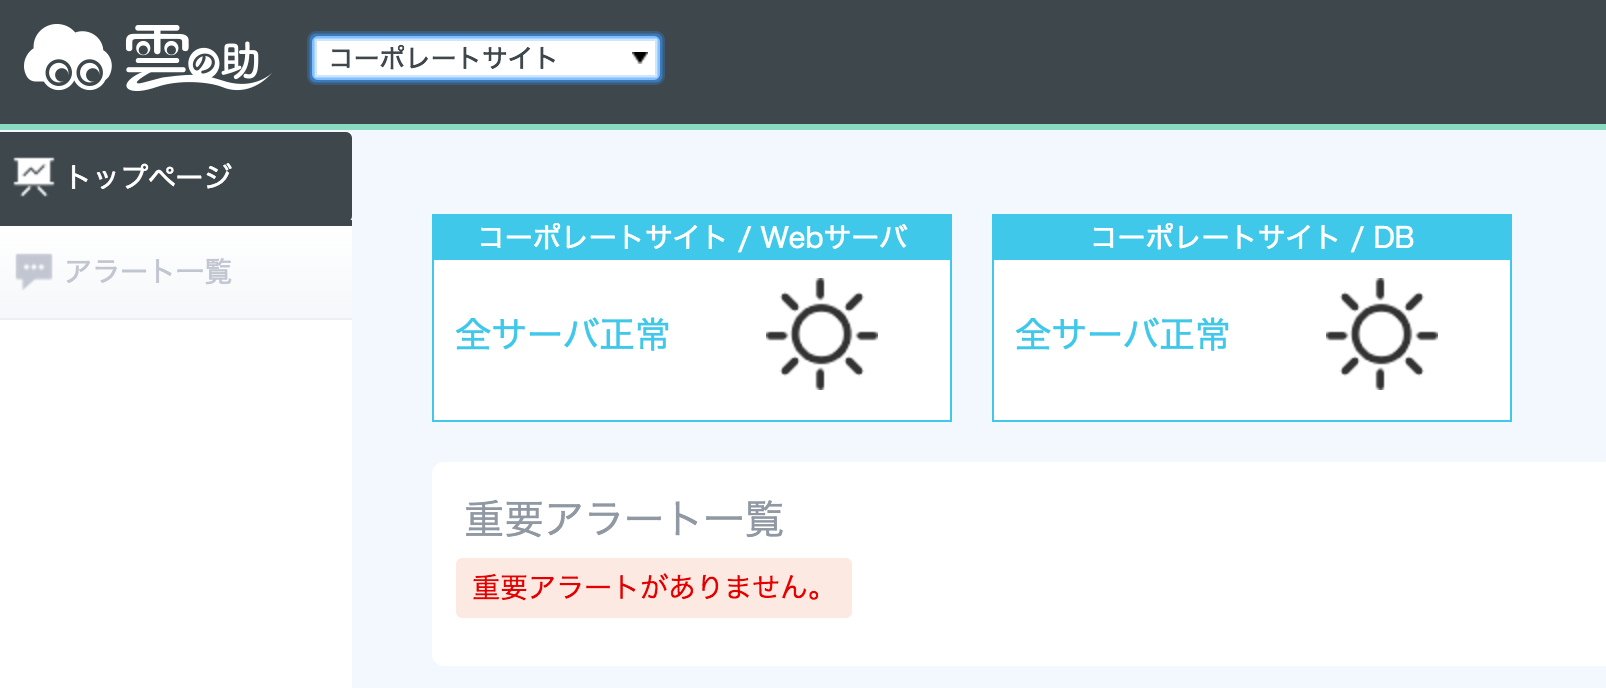 雲の助
コーポレートサイト
トップページ
アラート一覧
コーポレートサイト / Webサーバ
全サーバ正常
コーポレートサイト / DB
全サーバ正常
重要アラート一覧
重要アラートがありません。